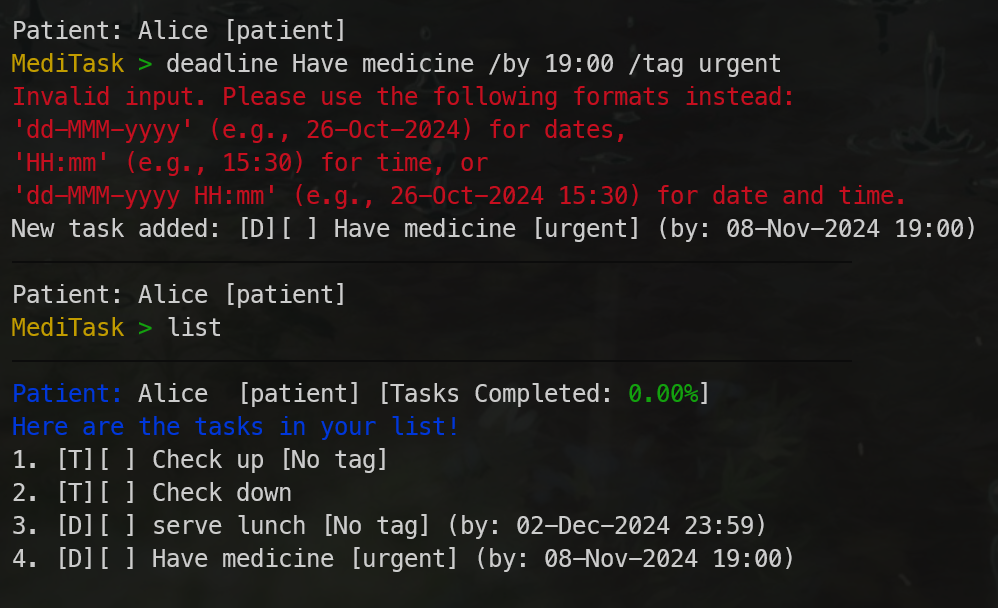 Patient: Alice [patient]
MediTask > deadline Have medicine /by 19:00 /tag urgent
Invalid input. Please use the following formats instead:
'dd-MMM-yyyy' (e.g., 26-Oct-2024) for dates,
'HH:mm' (e.g., 15:30) for time, or
'dd-MMM-yyyy HH:mm' (e.g., 26-Oct-2024 15:30) for date and time.
New task added: [D][ ] Have medicine [urgent] (by: 08-Nov-2024 19:00)
Patient: Alice [patient]
MediTask > list
Patient: Alice  [patient] [Tasks Completed: 0.00%]
Here are the tasks in your list!
1. [T][ ] Check up [No tag]
2. [T][ ] Check down
3. [D][ ] serve lunch [No tag] (by: 02-Dec-2024 23:59)
4. [D][ ] Have medicine [urgent] (by: 08-Nov-2024 19:00)